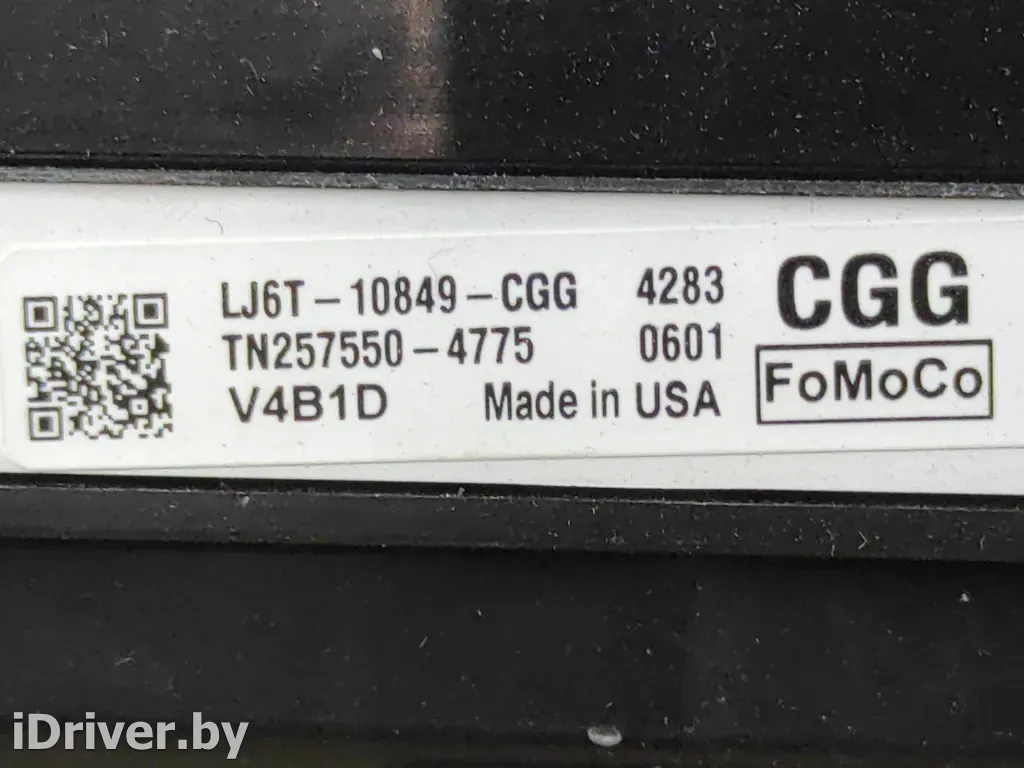 LJ6T-10849-CGG 4283 CGG
TN257550-4775 0601
V4B1D Made in USA FoMoCo
iDriver.by